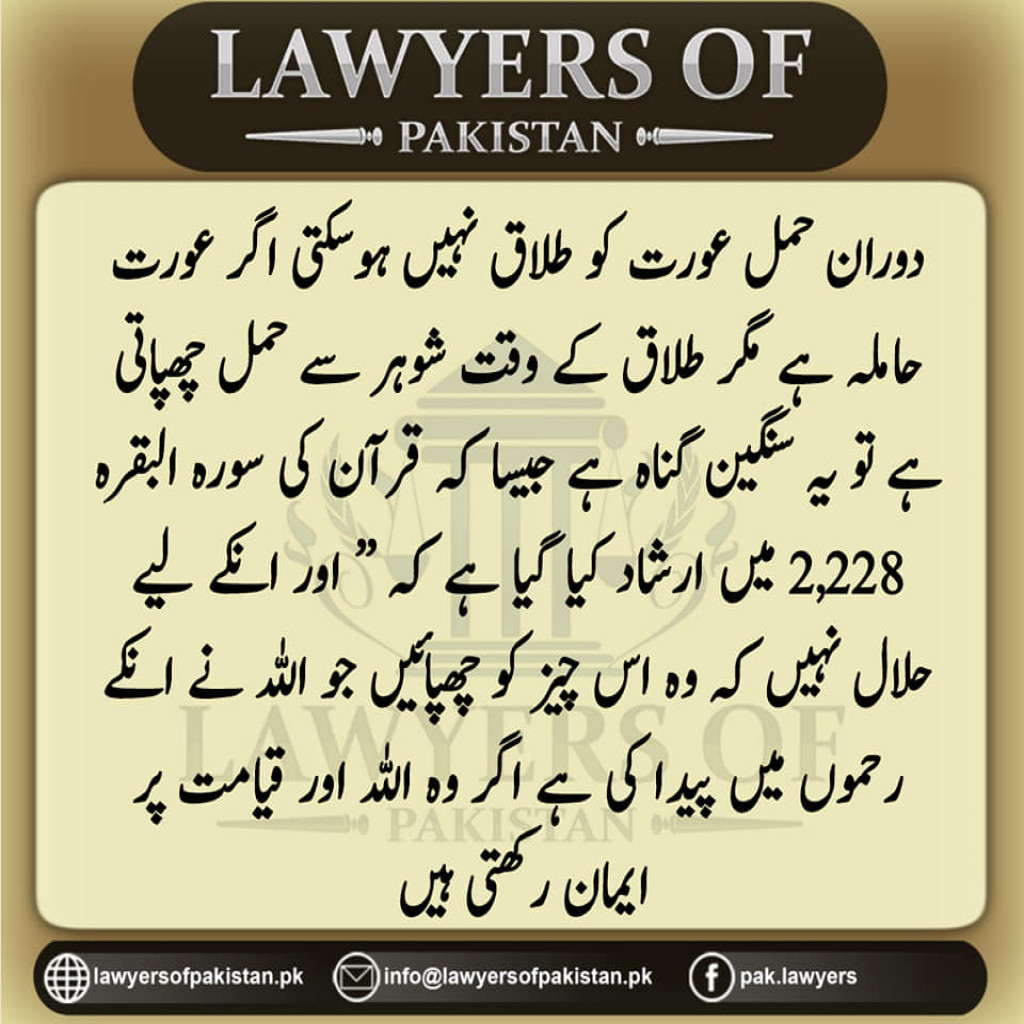 LAWYERS OF
PAKISTAN
دوران حمل عورت کو طلاق نہیں ہوسکتی اگر عورت
حاملہ ہے مگر طلاق کے وقت شوہر سے حمل چھپاتی
ہے تو یہ سنگین گناہ ہے جیسا کہ قرآن کی سورہ البقرہ
2,228 میں ارشاد کیا گیا ہے کہ ” اور انکے لیے
حلال نہیں کہ وہ اس چیز کو چھپائیں جو اللہ نے انکے
رحموں میں پیدا کی ہے اگر وہ اللہ اور قیامت پر
ایمان رکھتی ہیں
LAWYERS OF
PAKISTAN
lawyersofpakistan.pk info@lawyersofpakistan.pk pak.lawyers